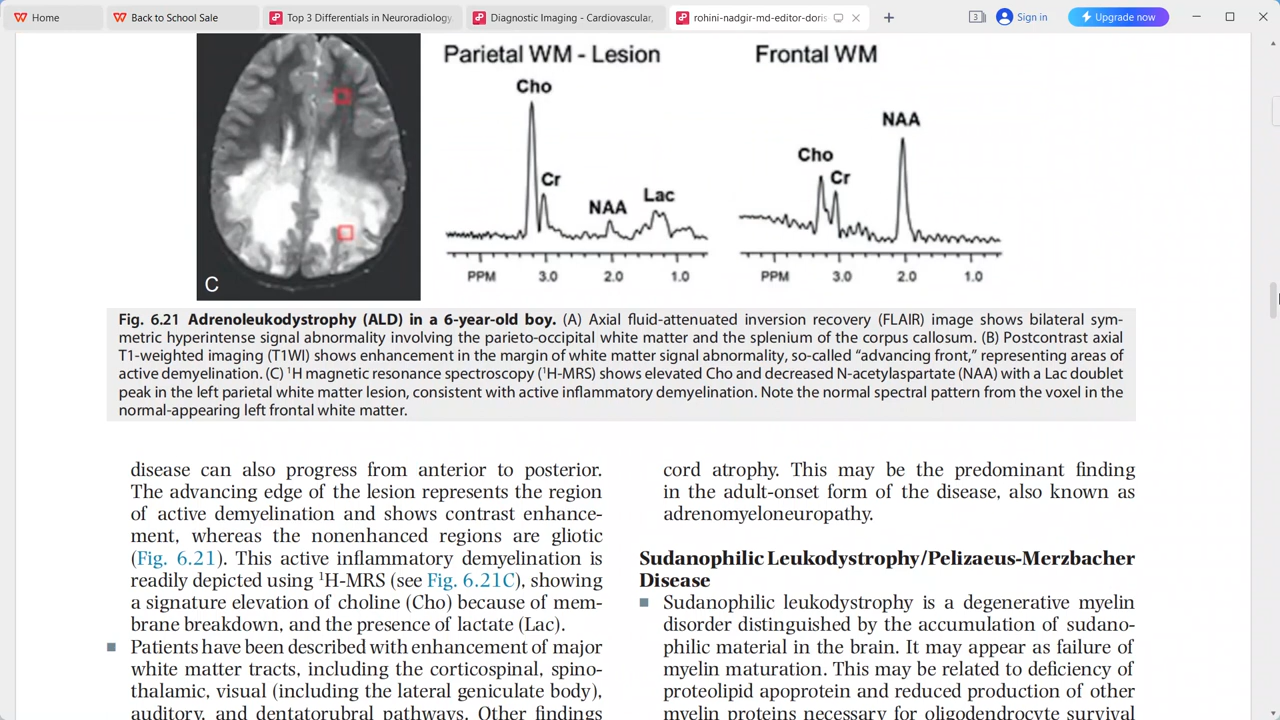 Home
Back to School Sale
Top 3 Differentials in Neuroradiology
Diagnostic Imaging - Cardiovascular,
rohini-nadgir-md-editor-doris
3
Sign in
Upgrade now
Parietal WM - Lesion
Cho
Cr
NAA
Lac
PPM 3.0 2.0 1.0
Frontal WM
Cho
Cr
NAA
PPM 3.0 2.0 1.0
C
Fig. 6.21 Adrenoleukodystrophy (ALD) in a 6-year-old boy. (A) Axial fluid-attenuated inversion recovery (FLAIR) image shows bilateral sym-
metric hyperintense signal abnormality involving the parieto-occipital white matter and the splenium of the corpus callosum. (B) Postcontrast axial
T1-weighted imaging (T1WI) shows enhancement in the margin of white matter signal abnormality, so-called “advancing front,” representing areas of
active demyelination. (C) ¹H magnetic resonance spectroscopy (¹H-MRS) shows elevated Cho and decreased N-acetylaspartate (NAA) with a Lac doublet
peak in the left parietal white matter lesion, consistent with active inflammatory demyelination. Note the normal spectral pattern from the voxel in the
normal-appearing left frontal white matter.
disease can also progress from anterior to posterior.
The advancing edge of the lesion represents the region
of active demyelination and shows contrast enhance-
ment, whereas the nonenhanced regions are gliotic
(Fig. 6.21). This active inflammatory demyelination is
readily depicted using ¹H-MRS (see Fig. 6.21C), showing
a signature elevation of choline (Cho) because of mem-
brane breakdown, and the presence of lactate (Lac).
■ Patients have been described with enhancement of major
white matter tracts, including the corticospinal, spino-
thalamic, visual (including the lateral geniculate body),
auditory, and dentatorubral pathways. Other findings
cord atrophy. This may be the predominant finding
in the adult-onset form of the disease, also known as
adrenomyeloneuropathy.
Sudanophilic Leukodystrophy/Pelizaeus-Merzbacher
Disease
■ Sudanophilic leukodystrophy is a degenerative myelin
disorder distinguished by the accumulation of sudano-
philic material in the brain. It may appear as failure of
myelin maturation. This may be related to deficiency of
proteolipid apoprotein and reduced production of other
myelin proteins necessary for oligodendrocyte survival